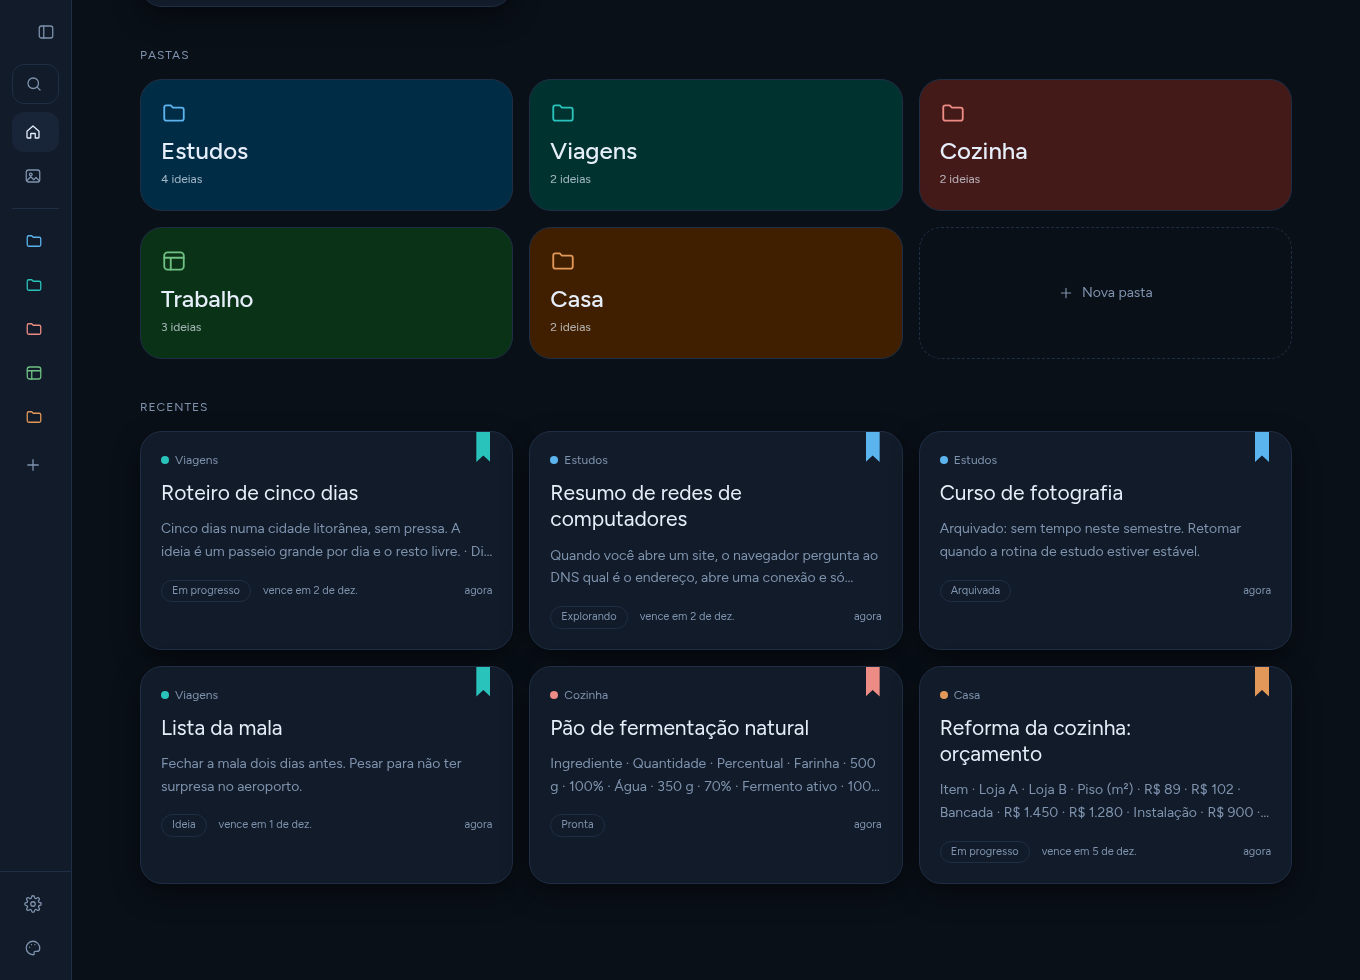 PASTAS
Estudos
4 ideias
Viagens
2 ideias
Cozinha
2 ideias
Trabalho
3 ideias
Casa
2 ideias
Nova pasta
RECENTES
Viagens
Roteiro de cinco dias
Cinco dias numa cidade litorânea, sem pressa. A
ideia é um passeio grande por dia e o resto livre. · Di...
Em progresso
vence em 2 de dez.
agora
Estudos
Resumo de redes de
computadores
Quando você abre um site, o navegador pergunta ao
DNS qual é o endereço, abre uma conexão e só...
Explorando
vence em 2 de dez.
agora
Estudos
Curso de fotografia
Arquivado: sem tempo neste semestre. Retomar
quando a rotina de estudo estiver estável.
Arquivada
agora
Viagens
Lista da mala
Fechar a mala dois dias antes. Pesar para não ter
surpresa no aeroporto.
Ideia
vence em 1 de dez.
agora
Cozinha
Pão de fermentação natural
Ingrediente · Quantidade · Percentual · Farinha · 500
g · 100% · Água · 350 g · 70% · Fermento ativo · 100...
Pronta
agora
Casa
Reforma da cozinha:
orçamento
Item · Loja A · Loja B · Piso (m²) · R$ 89 · R$ 102 ·
Bancada · R$ 1.450 · R$ 1.280 · Instalação · R$ 900 ·...
Em progresso
vence em 5 de dez.
agora